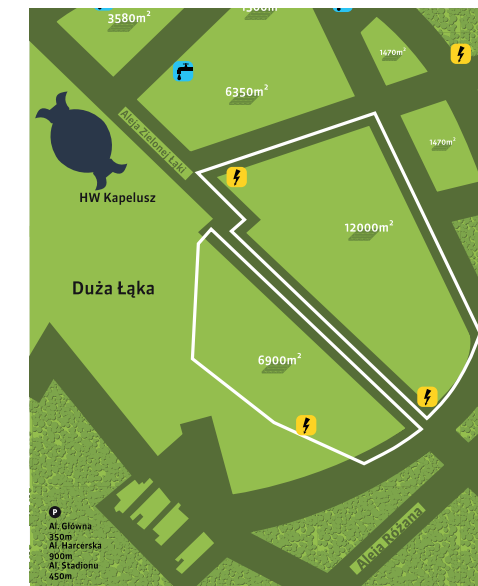 3580m²
1470m²
6350m²
1470m²
Aleja Zielonej Łąki
HW Kapelusz
12000m²
Duża Łąka
6900m²
P
Al. Główna
350m
Al. Harcerska
900m
Al. Stadionu
450m
Aleja Różana